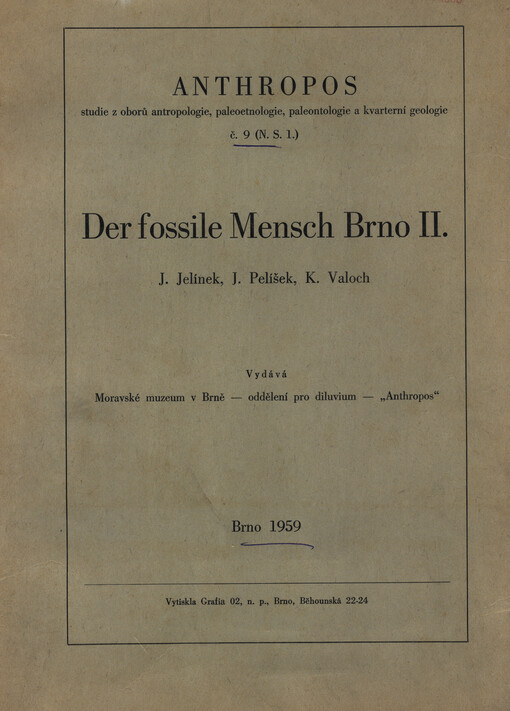 ANTHROPOS
studie z oborů antropologie, paleoetnologie, paleontologie a kvarterní geologie
č. 9 (N. S. 1.)
Der fossile Mensch Brno II.
J. Jelínek, J. Pelíšek, K. Valoch
Vydává
Moravské muzeum v Brně — oddělení pro diluvium — „Anthropos“
Brno 1959
Vytiskla Grafia 02, n. p., Brno, Běhounská 22-24